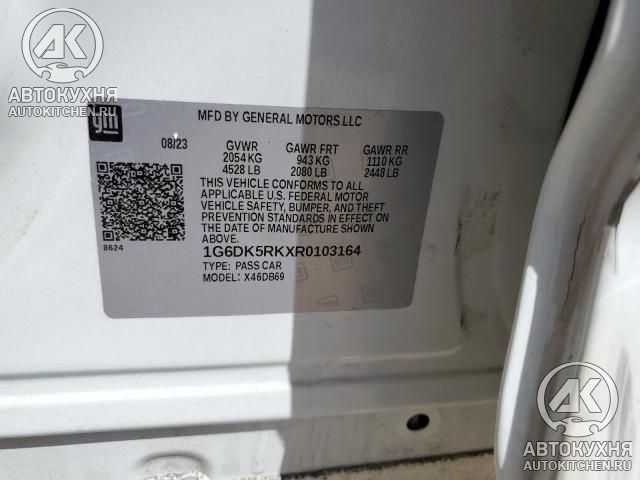 АК
АВТОКУХНЯ
AUTOKITCHEN.RU
gm
MFD BY GENERAL MOTORS LLC
08/23 GVWR GAWR FRT GAWR RR
2054 KG 943 KG 1110 KG
4528 LB 2080 LB 2448 LB
THIS VEHICLE CONFORMS TO ALL
APPLICABLE U.S. FEDERAL MOTOR
VEHICLE SAFETY, BUMPER, AND THEFT
PREVENTION STANDARDS IN EFFECT ON
THE DATE OF MANUFACTURE SHOWN
ABOVE.
8624
1G6DK5RKXR0103164
TYPE: PASS CAR
MODEL: X46DB69
АК
АВТОКУХНЯ
AUTOKITCHEN.RU